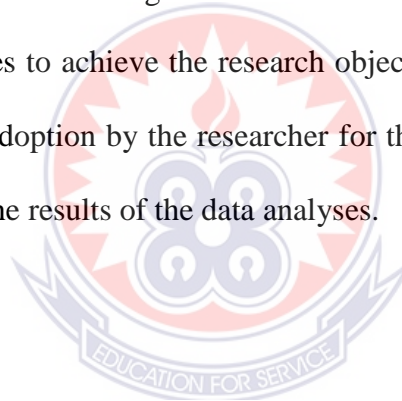 es to achieve the research objec
doption by the researcher for th
ne results of the data analyses.
EDUCATION FOR SERVICE